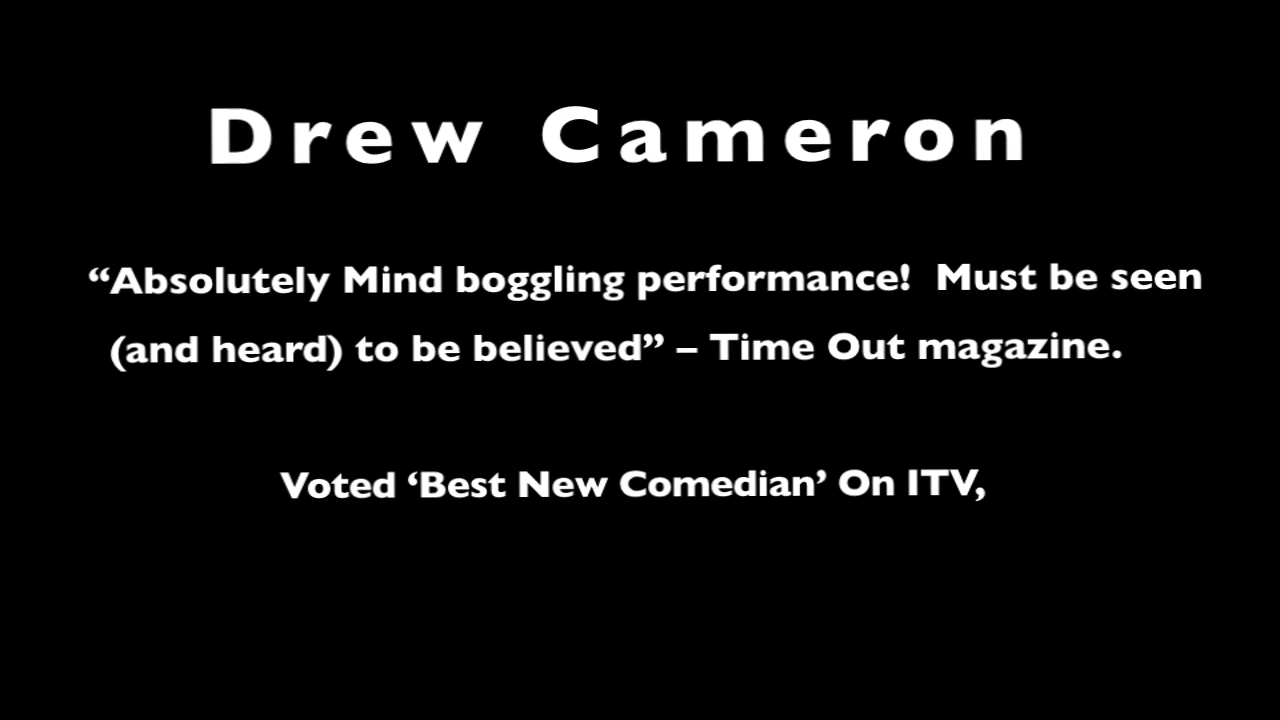 Drew Cameron
“Absolutely Mind boggling performance!  Must be seen
(and heard) to be believed” – Time Out magazine.
Voted ‘Best New Comedian’ On ITV,